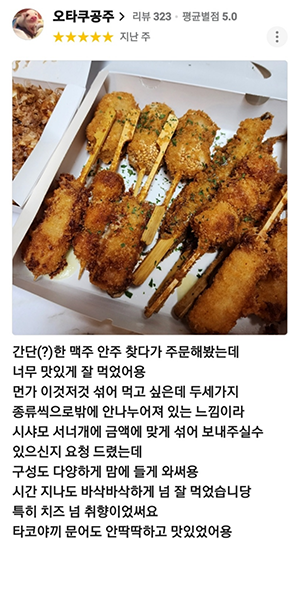 오타쿠공주 > 리뷰 323 · 평균별점 5.0
★★★★★ 지난 주
간단(?)한 맥주 안주 찾다가 주문해봤는데
너무 맛있게 잘 먹었어용
먼가 이것저것 섞어 먹고 싶은데 두세가지
종류씩으로밖에 안나누어져 있는 느낌이라
시샤모 서너개에 금액에 맞게 섞어 보내주실수
있으신지 요청 드렸는데
구성도 다양하게 맘에 들게 와써용
시간 지나도 바삭바삭하게 넘 잘 먹었습니당
특히 치즈 넘 취향이었써요
타코야끼 문어도 안딱딱하고 맛있었어용